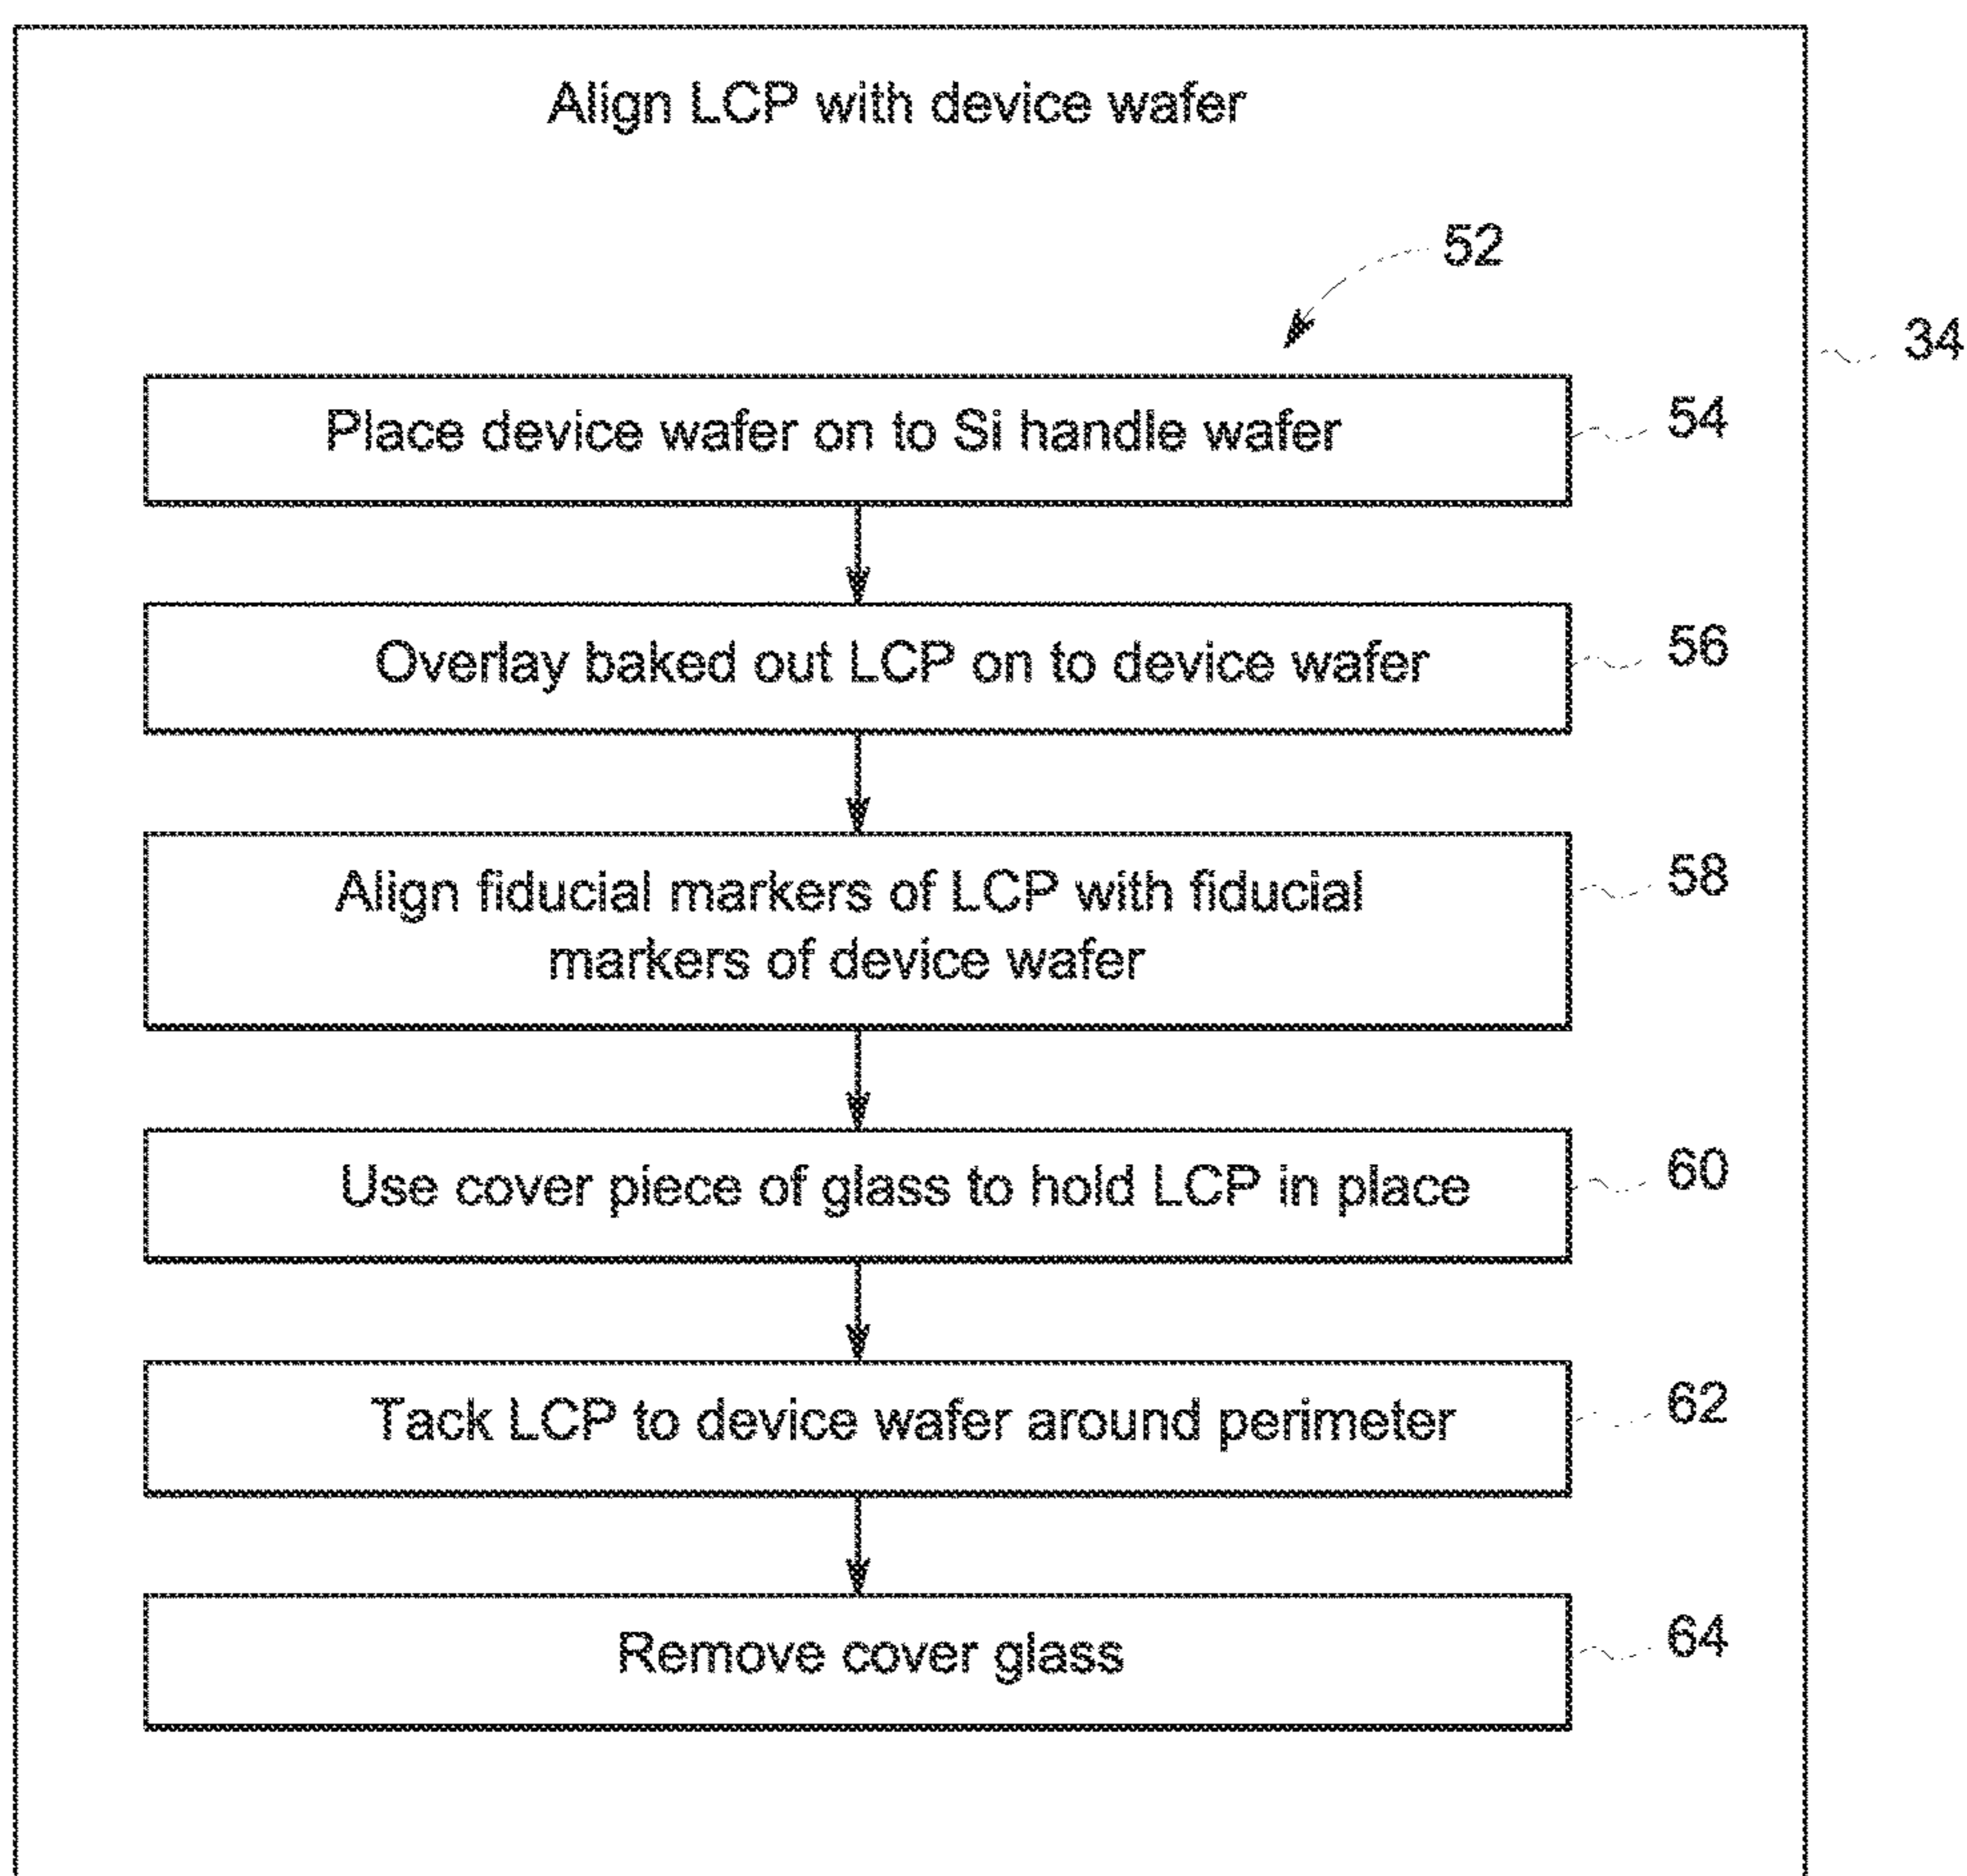 Align LCP with device wafer
52
34
Place device wafer on to Si handle wafer
54
Overlay baked out LCP on to device wafer
56
Align fiducial markers of LCP with fiducial
markers of device wafer
58
Use cover piece of glass to hold LCP in place
60
Tack LCP to device wafer around perimeter
62
Remove cover glass
64